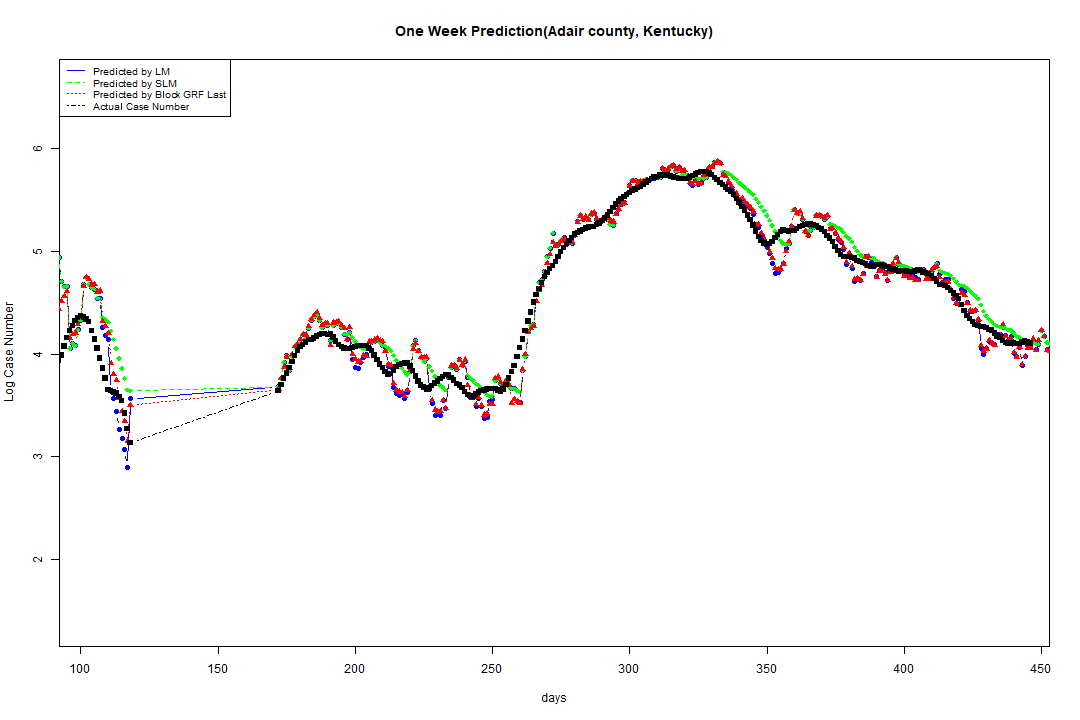 One Week Prediction(Adair county, Kentucky)
Predicted by LM
Predicted by SLM
Predicted by Block GRF Last
Actual Case Number
6
5
4
3
2
Log Case Number
100 150 200 250 300 350 400 450
days